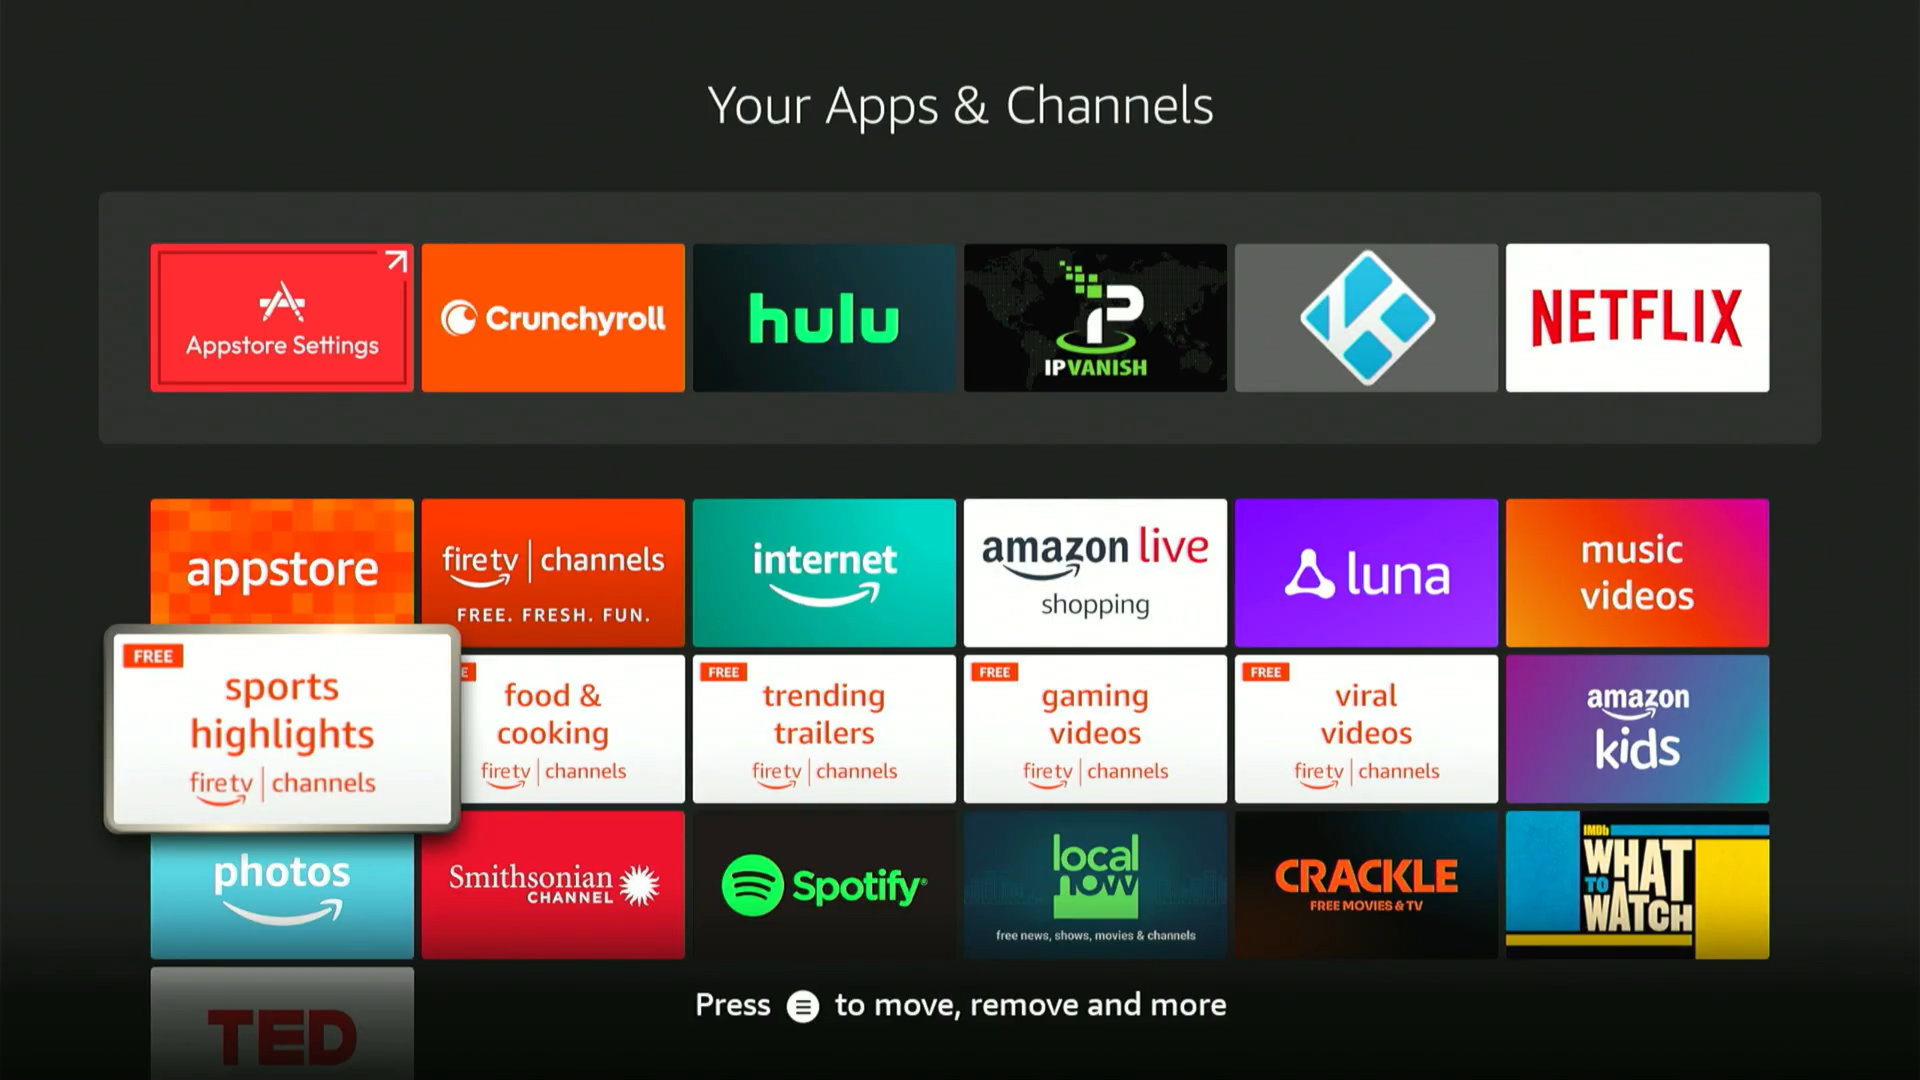 Your Apps & Channels
Appstore Settings
Crunchyroll
hulu
IPVANISH
NETFLIX
appstore
firetv | channels
FREE. FRESH. FUN.
internet
amazon live
shopping
luna
music
videos
FREE
sports
highlights
firetv | channels
E
food &
cooking
firetv | channels
FREE
trending
trailers
firetv | channels
FREE
gaming
videos
firetv | channels
FREE
viral
videos
firetv | channels
amazon
kids
photos
Smithsonian
CHANNEL
Spotify®
local
now
free news, shows, movies & channels
CRACKLE
FREE MOVIES & TV
IMDb
WHAT
TO
WATCH
TED
Press ≡ to move, remove and more